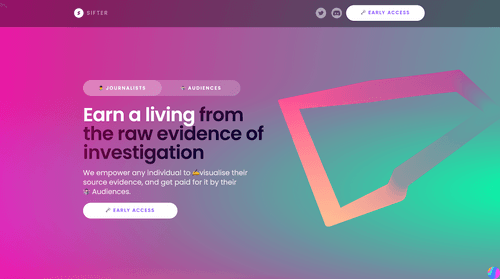 SIFTER
EARLY ACCESS
JOURNALISTS
AUDIENCES
Earn a living from
the raw evidence of
investigation
We empower any individual to visualise their
source evidence, and get paid for it by their
Audiences.
EARLY ACCESS